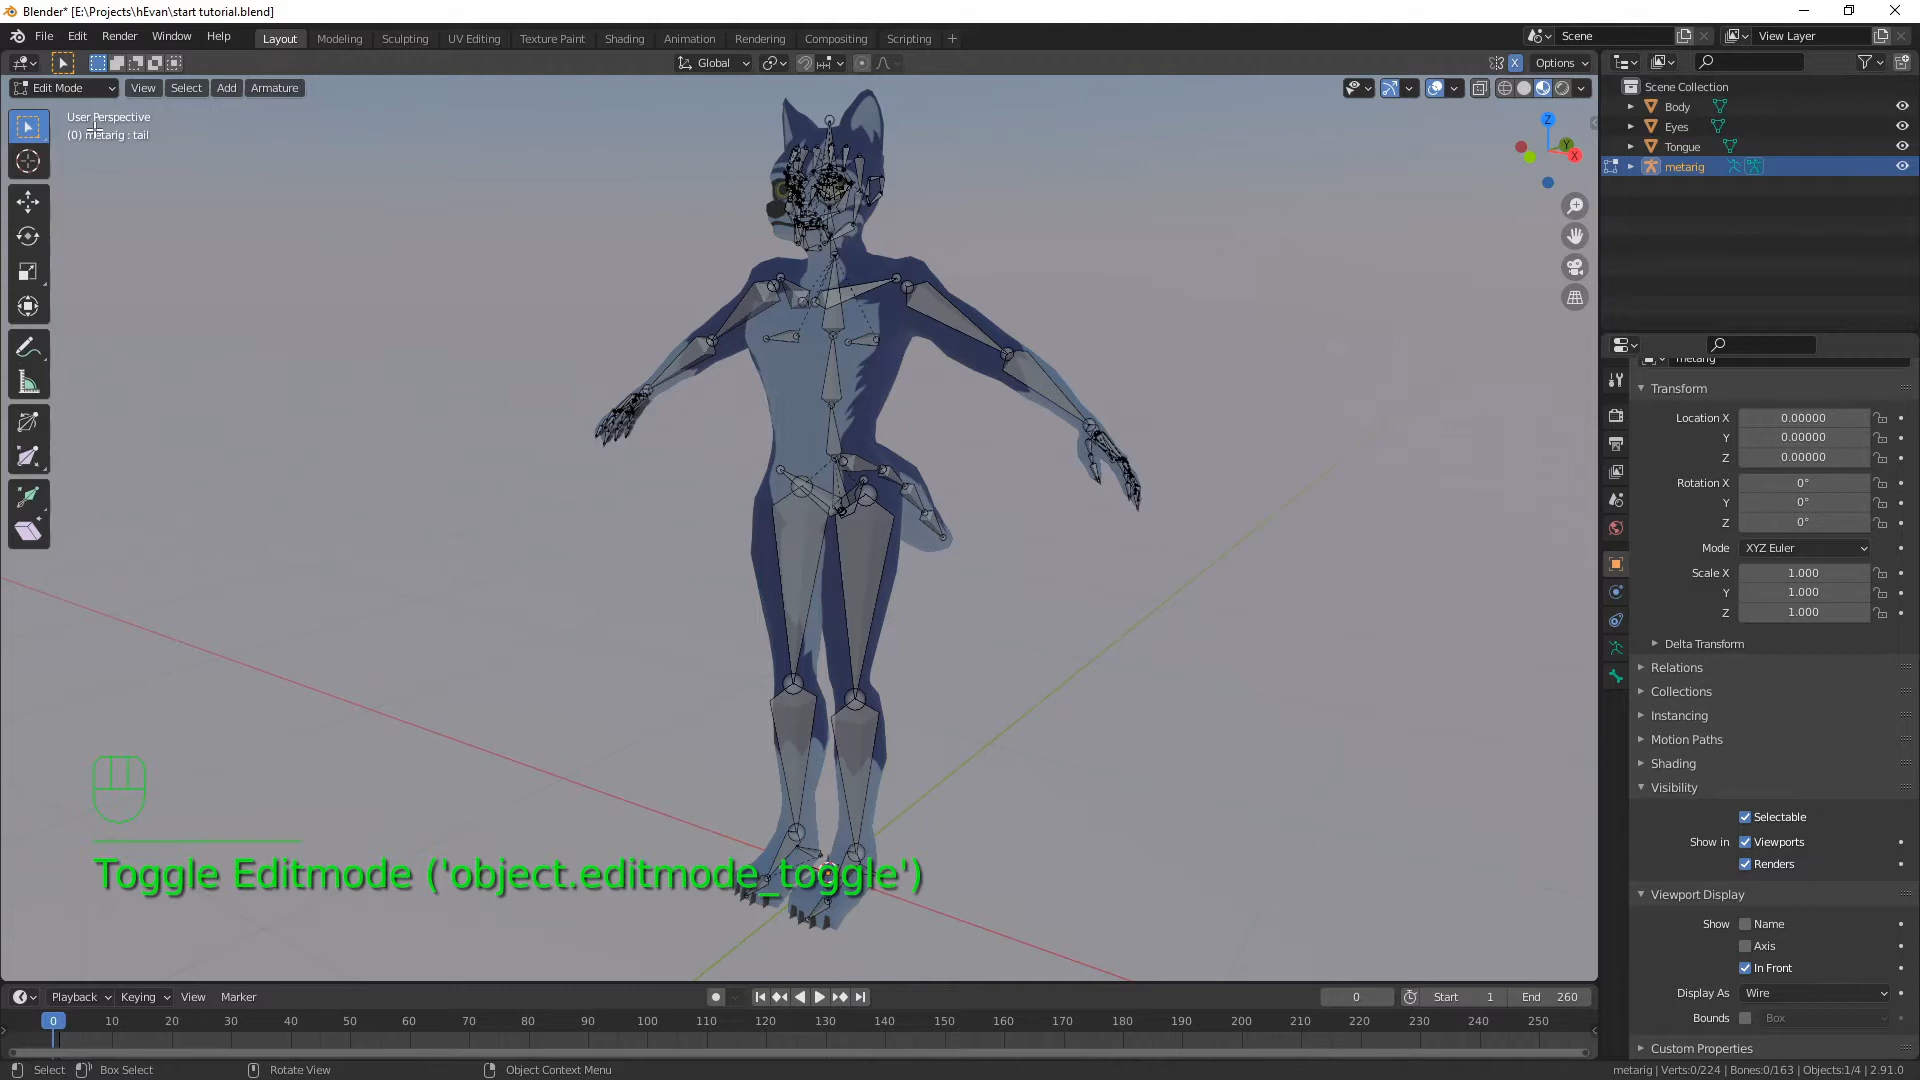 Blender* [E:\Projects\hEvan\start tutorial.blend]
File Edit Render Window Help Layout Modeling Sculpting UV Editing Texture Paint Shading Animation Rendering Compositing Scripting + Scene View Layer
Global Options
Edit Mode View Select Add Armature
User Perspective
(0) metarig : tail
Z
Y
X
Scene Collection
Body
Eyes
Tongue
metarig
metarig
Transform
Location X 0.00000
Y 0.00000
Z 0.00000
Rotation X 0°
Y 0°
Z 0°
Mode XYZ Euler
Scale X 1.000
Y 1.000
Z 1.000
Delta Transform
Relations
Collections
Instancing
Motion Paths
Shading
Visibility
Selectable
Show in Viewports
Renders
Viewport Display
Show Name
Axis
In Front
Display As Wire
Bounds Box
Custom Properties
Toggle Editmode ('object.editmode_toggle')
Playback Keying View Marker 0 Start 1 End 260
0 10 20 30 40 50 60 70 80 90 100 110 120 130 140 150 160 170 180 190 200 210 220 230 240 250
Select Box Select Rotate View Object Context Menu metarig | Verts:0/224 | Bones:0/163 | Objects:1/4 | 2.91.0